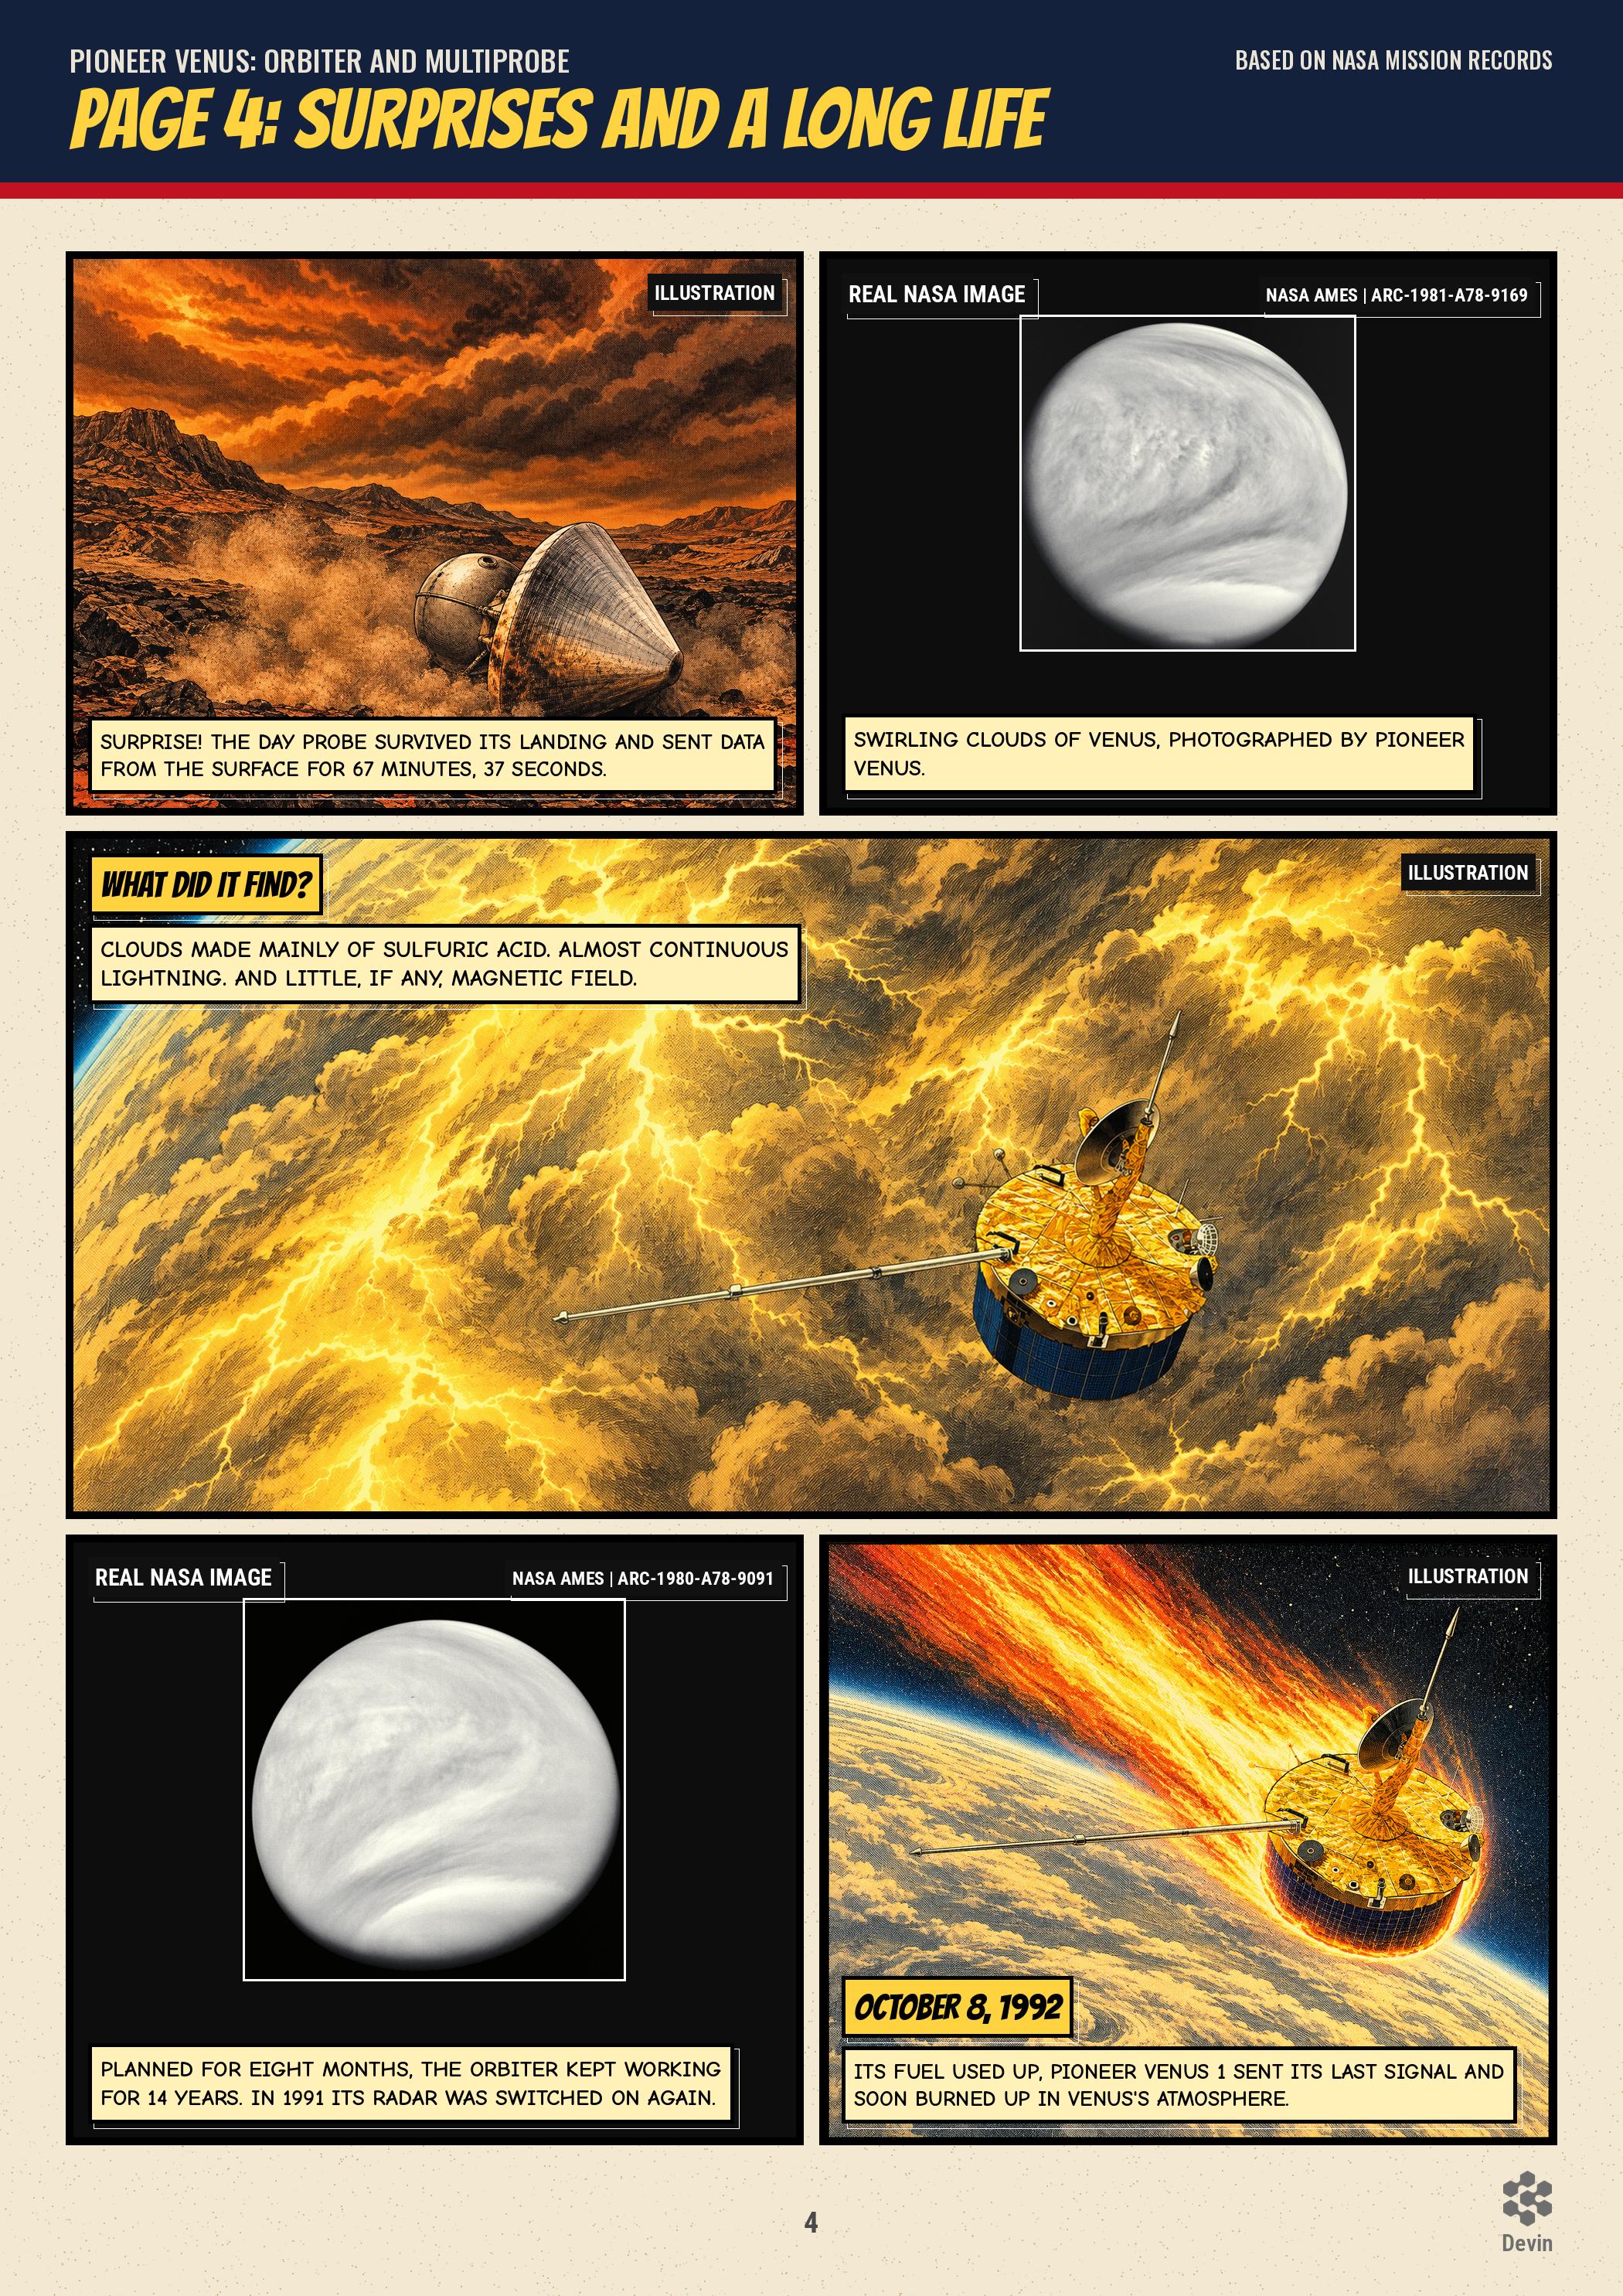 PIONEER VENUS: ORBITER AND MULTIPROBE
BASED ON NASA MISSION RECORDS
PAGE 4: SURPRISES AND A LONG LIFE
ILLUSTRATION
SURPRISE! THE DAY PROBE SURVIVED ITS LANDING AND SENT DATA
FROM THE SURFACE FOR 67 MINUTES, 37 SECONDS.
REAL NASA IMAGE
NASA AMES | ARC-1981-A78-9169
SWIRLING CLOUDS OF VENUS, PHOTOGRAPHED BY PIONEER
VENUS.
WHAT DID IT FIND?
ILLUSTRATION
CLOUDS MADE MAINLY OF SULFURIC ACID. ALMOST CONTINUOUS
LIGHTNING. AND LITTLE, IF ANY, MAGNETIC FIELD.
REAL NASA IMAGE
NASA AMES | ARC-1980-A78-9091
PLANNED FOR EIGHT MONTHS, THE ORBITER KEPT WORKING
FOR 14 YEARS. IN 1991 ITS RADAR WAS SWITCHED ON AGAIN.
ILLUSTRATION
OCTOBER 8, 1992
ITS FUEL USED UP, PIONEER VENUS 1 SENT ITS LAST SIGNAL AND
SOON BURNED UP IN VENUS'S ATMOSPHERE.
4
Devin